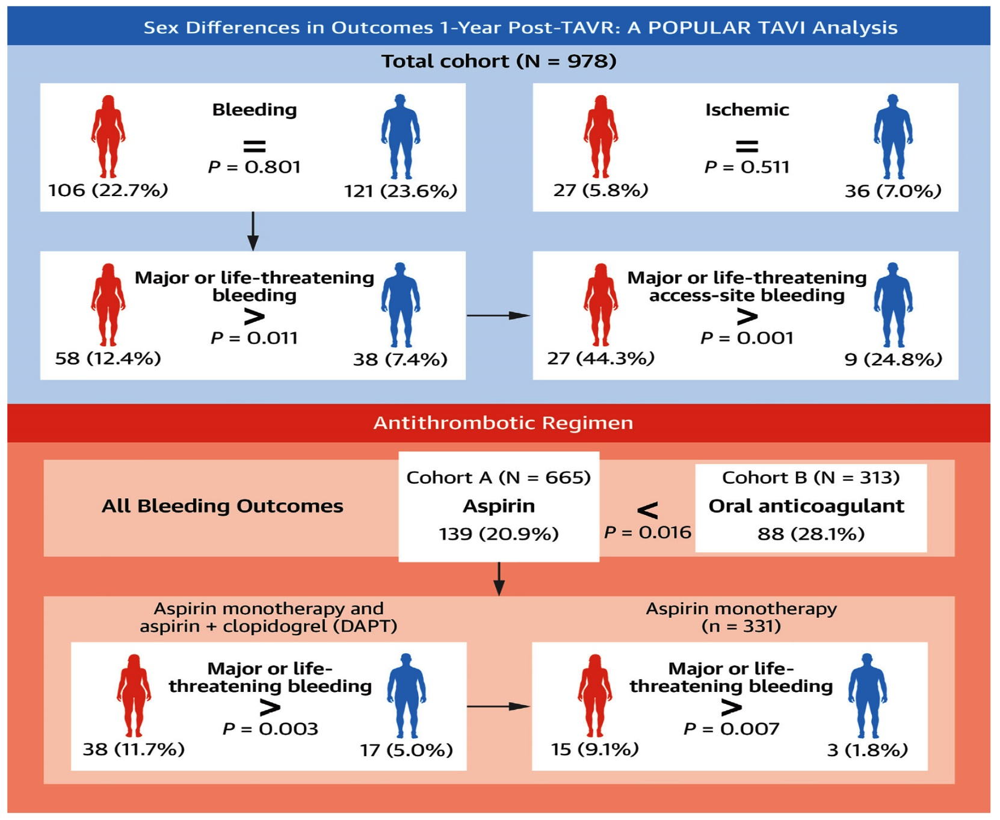 Sex Differences in Outcomes 1-Year Post-TAVR: A POPULAR TAVI Analysis
Total cohort (N = 978)
Bleeding
=
P = 0.801
106 (22.7%)
121 (23.6%)
Ischemic
=
P = 0.511
27 (5.8%)
36 (7.0%)
Major or life-threatening
bleeding
>
P = 0.011
58 (12.4%)
38 (7.4%)
Major or life-threatening
access-site bleeding
>
P = 0.001
27 (44.3%)
9 (24.8%)
Antithrombotic Regimen
All Bleeding Outcomes
Cohort A (N = 665)
Aspirin
139 (20.9%)
<
P = 0.016
Cohort B (N = 313)
Oral anticoagulant
88 (28.1%)
Aspirin monotherapy and
aspirin + clopidogrel (DAPT)
Major or life-
threatening bleeding
>
P = 0.003
38 (11.7%)
17 (5.0%)
Aspirin monotherapy
(n = 331)
Major or life-
threatening bleeding
>
P = 0.007
15 (9.1%)
3 (1.8%)